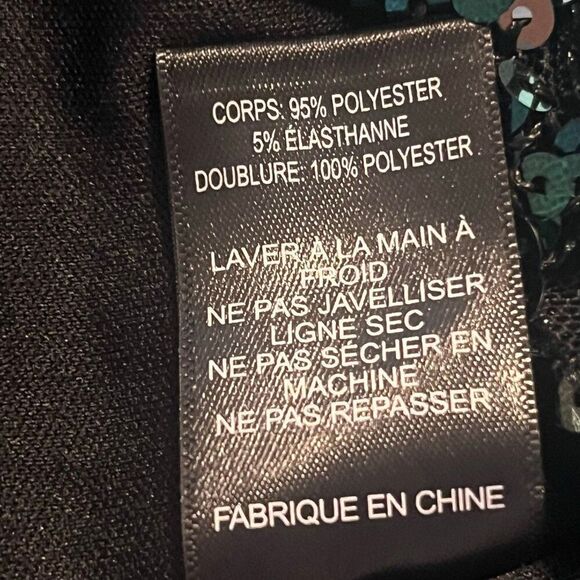 CORPS: 95% POLYESTER
5% ÉLASTHANNE
DOUBLURE: 100% POLYESTER
LAVER À LA MAIN À
FROID
NE PAS JAVELLISER
LIGNE SEC
NE PAS SÉCHER EN
MACHINE
NE PAS REPASSER
FABRIQUE EN CHINE